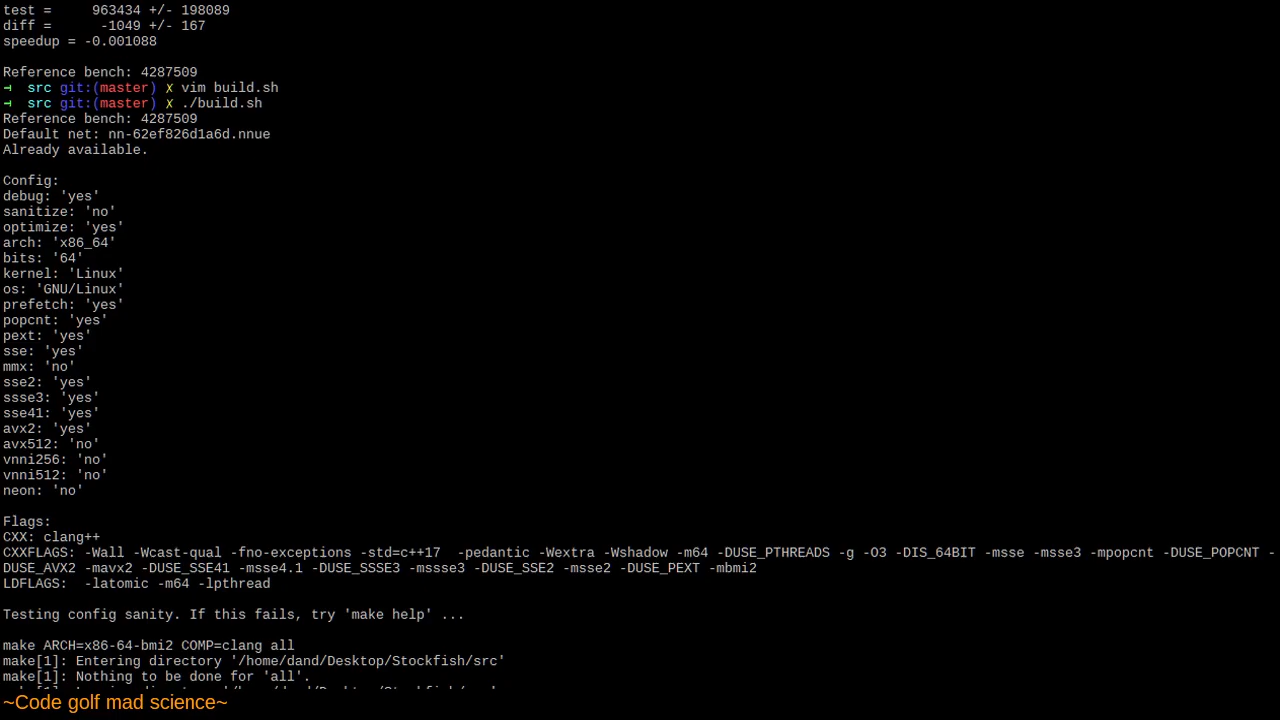 test =     963434 +/- 198089
diff =      -1049 +/- 167
speedup = -0.001088
Reference bench: 4287509
src git:(master) ✗ vim build.sh
src git:(master) ✗ ./build.sh
Reference bench: 4287509
Default net: nn-62ef826d1a6d.nnue
Already available.
Config:
debug: 'yes'
sanitize: 'no'
optimize: 'yes'
arch: 'x86_64'
bits: '64'
kernel: 'Linux'
os: 'GNU/Linux'
prefetch: 'yes'
popcnt: 'yes'
pext: 'yes'
sse: 'yes'
mmx: 'no'
sse2: 'yes'
ssse3: 'yes'
sse41: 'yes'
avx2: 'yes'
avx512: 'no'
vnni256: 'no'
vnni512: 'no'
neon: 'no'
Flags:
CXX: clang++
CXXFLAGS: -Wall -Wcast-qual -fno-exceptions -std=c++17  -pedantic -Wextra -Wshadow -m64 -DUSE_PTHREADS -g -O3 -DIS_64BIT -msse -msse3 -mpopcnt -DUSE_POPCNT -
DUSE_AVX2 -mavx2 -DUSE_SSE41 -msse4.1 -DUSE_SSSE3 -mssse3 -DUSE_SSE2 -msse2 -DUSE_PEXT -mbmi2
LDFLAGS:  -latomic -m64 -lpthread
Testing config sanity. If this fails, try 'make help' ...
make ARCH=x86-64-bmi2 COMP=clang all
make[1]: Entering directory '/home/dand/Desktop/Stockfish/src'
make[1]: Nothing to be done for 'all'.
~Code golf mad science~